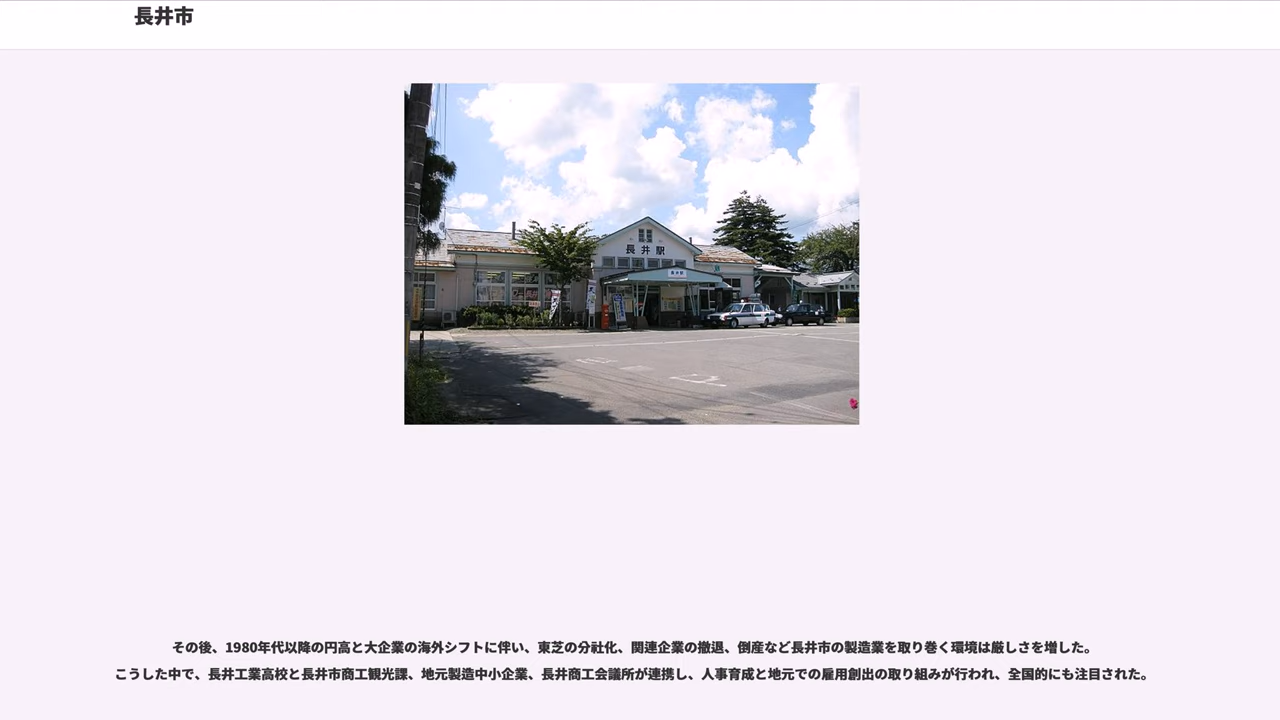 長井市
長井駅
長井駅
その後、1980年代以降の円高と大企業の海外シフトに伴い、東芝の分社化、関連企業の撤退、倒産など長井市の製造業を取り巻く環境は厳しさを増した。
こうした中で、長井工業高校と長井市商工観光課、地元製造中小企業、長井商工会議所が連携し、人事育成と地元での雇用創出の取り組みが行われ、全国的にも注目された。